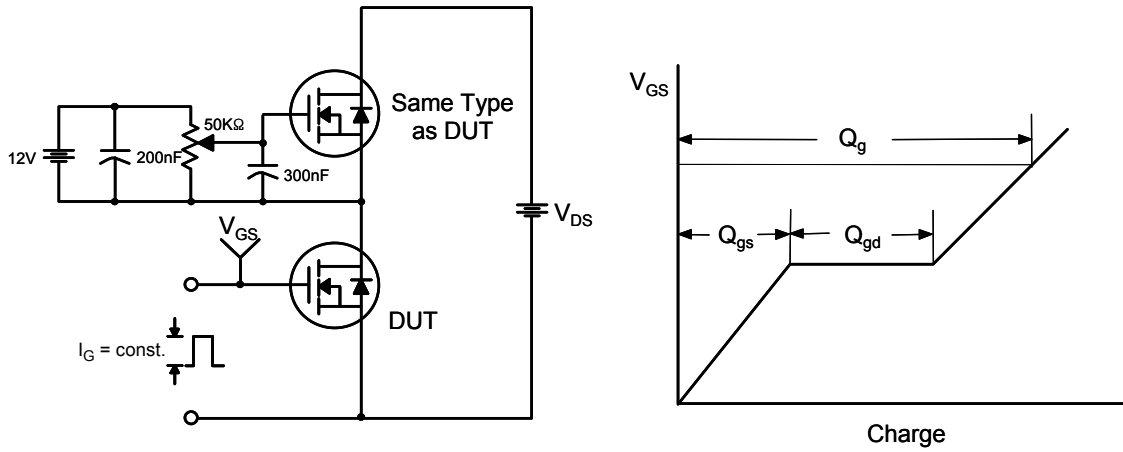 Same Type
as DUT
50KΩ
12V
200nF
300nF
V_DS
V_GS
DUT
I_G = const.
V_GS
Q_g
Q_gs
Q_gd
Charge